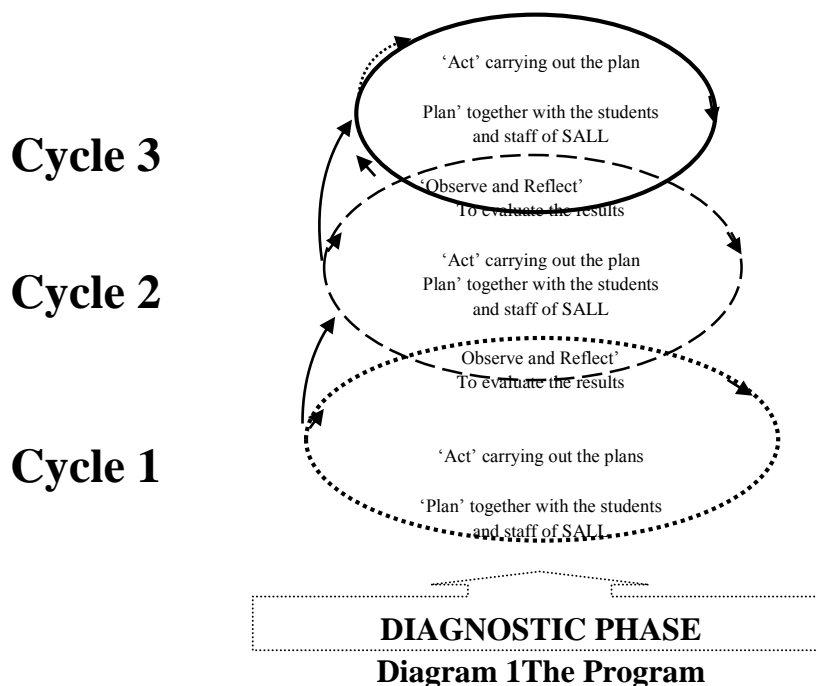 ‘Act’ carrying out the plan
Plan’ together with the students
and staff of SALL
Cycle 3
‘Observe and Reflect’
To evaluate the results
‘Act’ carrying out the plan
Plan’ together with the students
and staff of SALL
Cycle 2
Observe and Reflect’
To evaluate the results
Cycle 1
‘Act’ carrying out the plans
‘Plan’ together with the students
and staff of SALL
DIAGNOSTIC PHASE
Diagram 1The Program